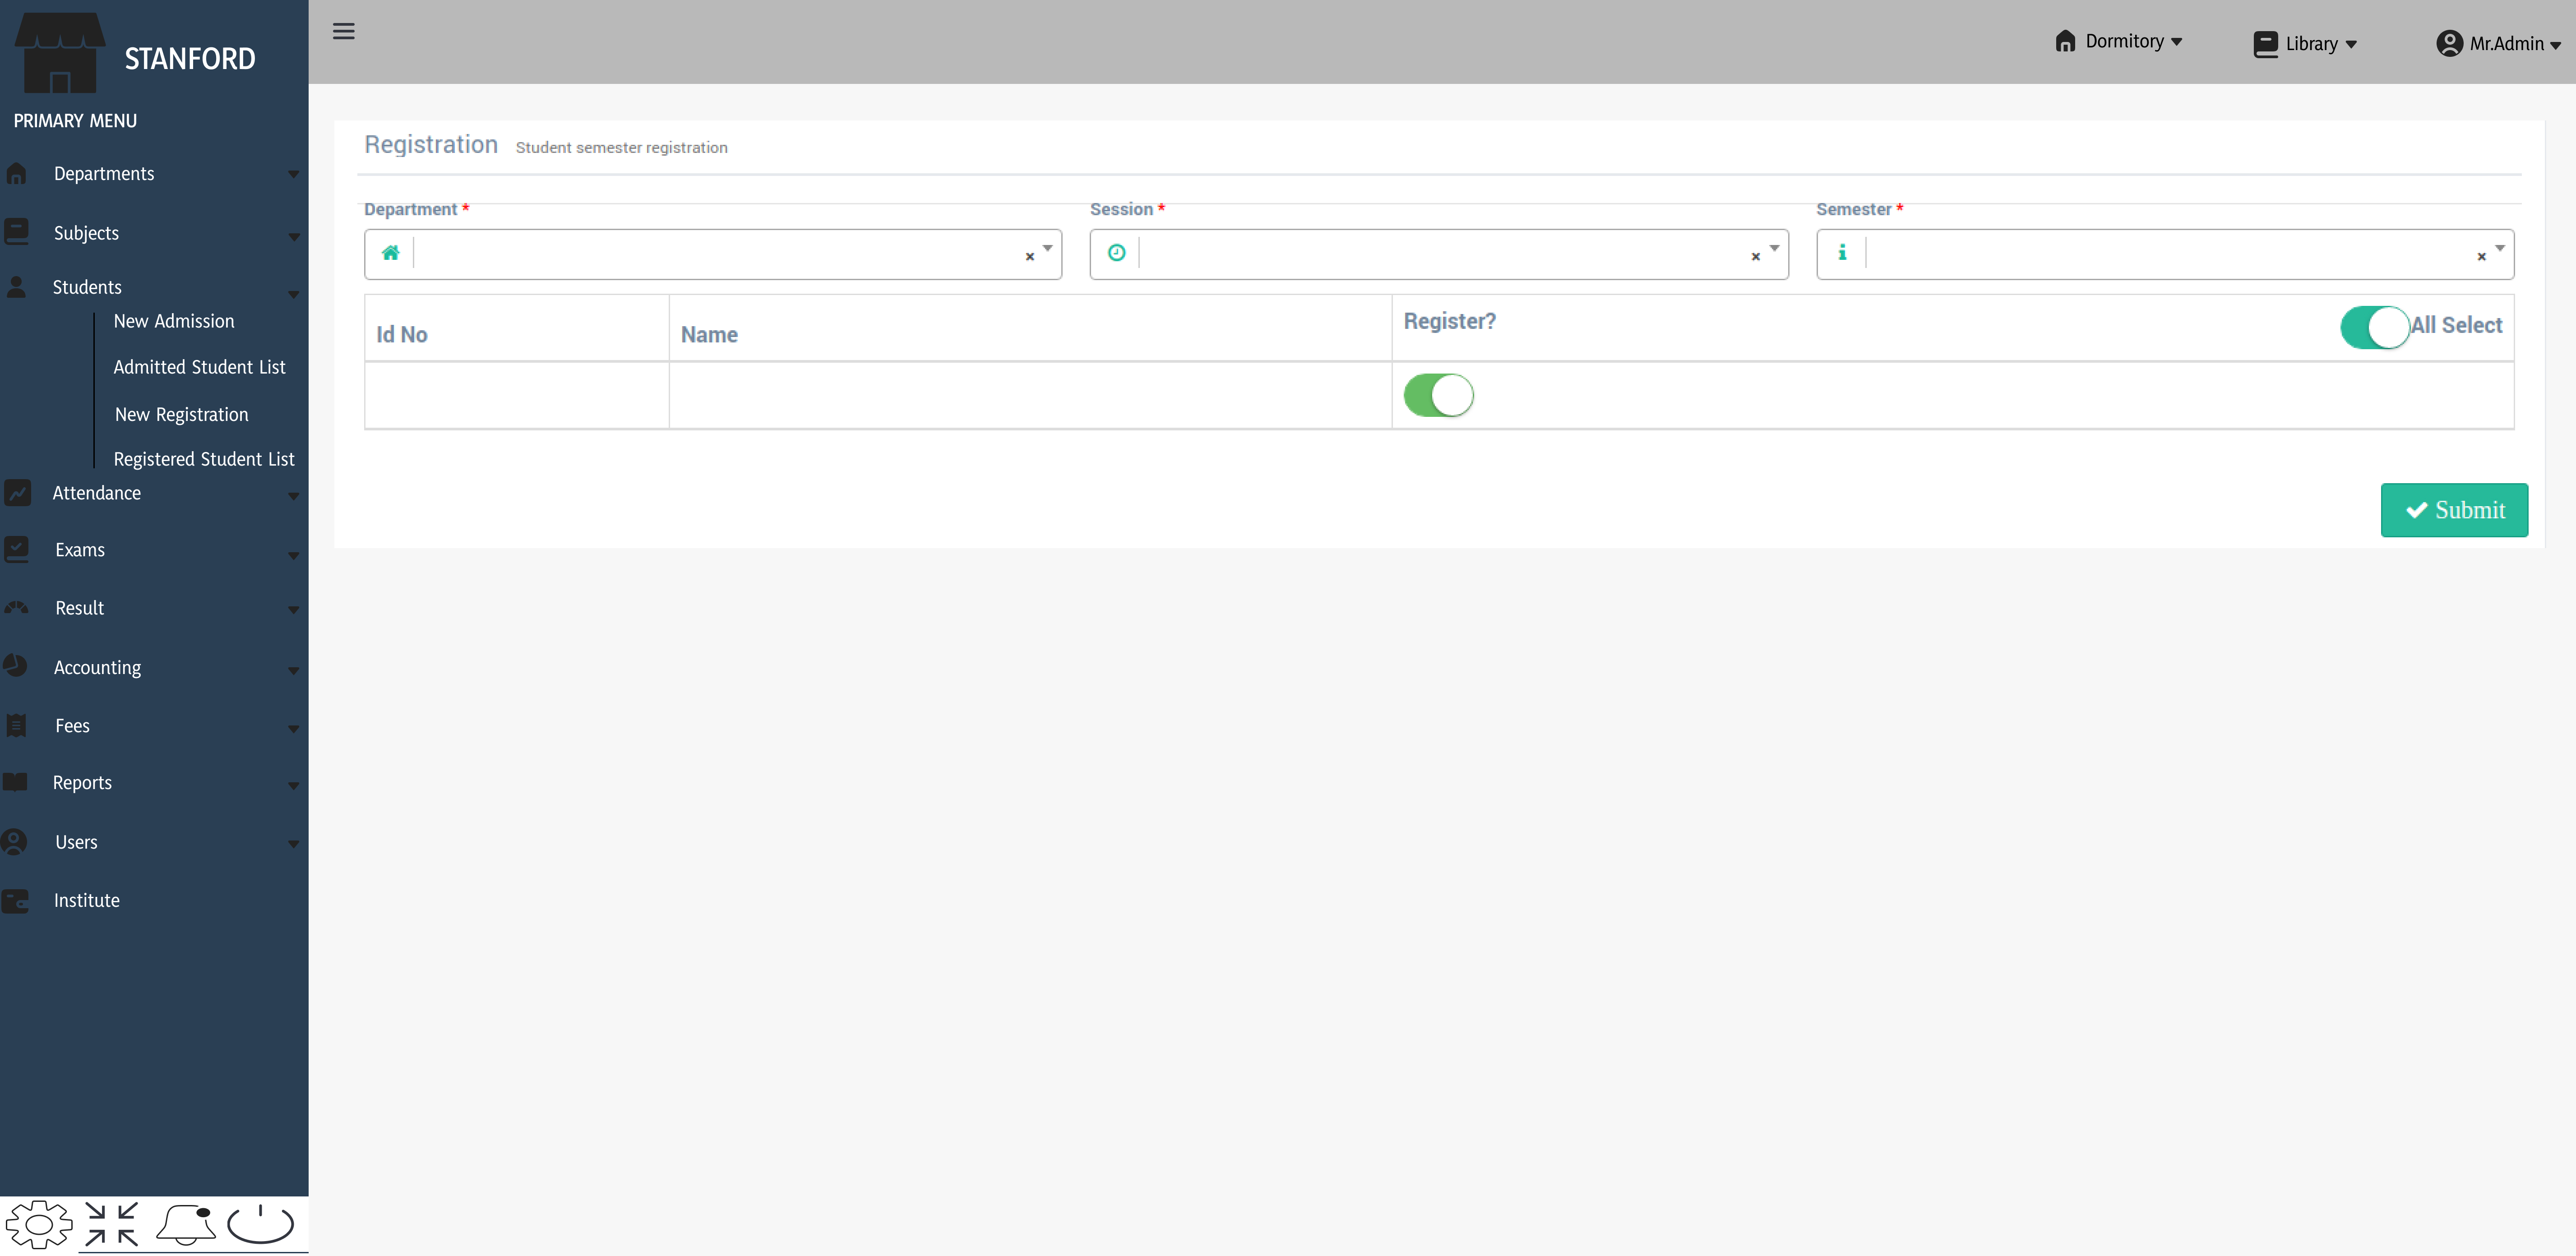 STANFORD
PRIMARY MENU
Departments
Subjects
Students
New Admission
Admitted Student List
New Registration
Registered Student List
Attendance
Exams
Result
Accounting
Fees
Reports
Users
Institute
Dormitory
Library
Mr.Admin
Registration Student semester registration
Department * Session * Semester *
Id No Name Register? All Select
Submit